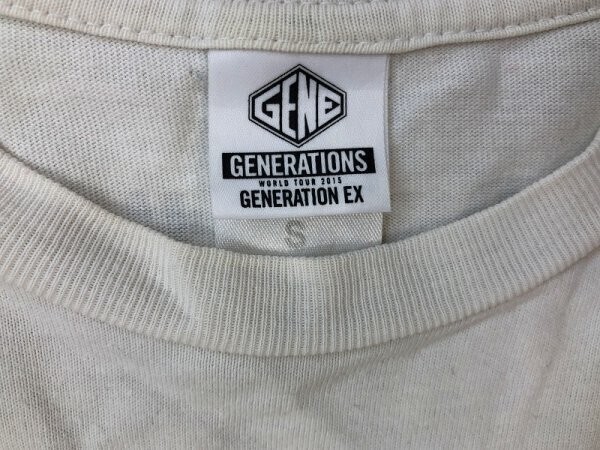 GENE
GENERATIONS
WORLD TOUR 2015
GENERATION EX
S